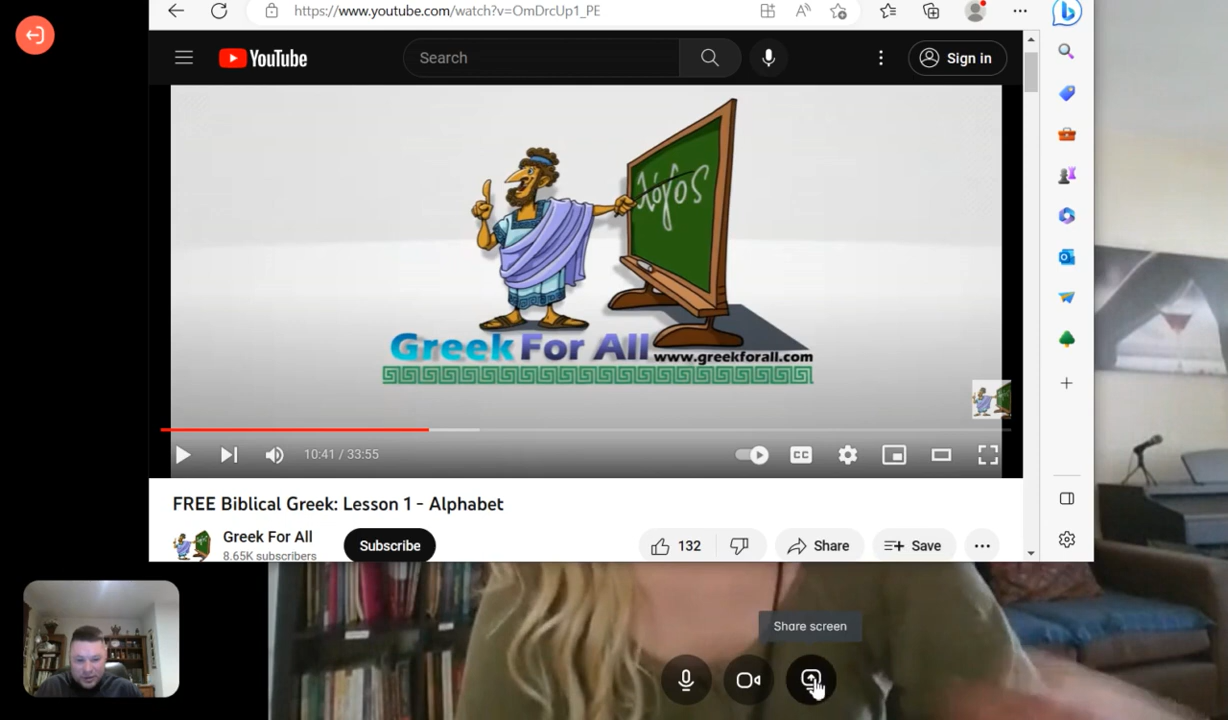 https://www.youtube.com/watch?v=OmDrcUp1_PE
YouTube
Search
Sign in
λόγος
Greek For All www.greekforall.com
10:41 / 33:55
CC
FREE Biblical Greek: Lesson 1 - Alphabet
Greek For All
8.65K subscribers
Subscribe
132
Share
Save
Share screen